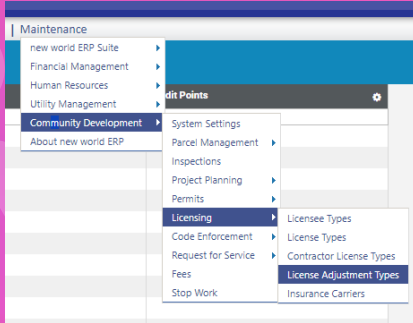 | Maintenance
new world ERP Suite
Financial Management
Human Resources
Utility Management
Community Development
About new world ERP
dit Points
System Settings
Parcel Management
Inspections
Project Planning
Permits
Licensing
Code Enforcement
Request for Service
Fees
Stop Work
Licensee Types
License Types
Contractor License Types
License Adjustment Types
Insurance Carriers